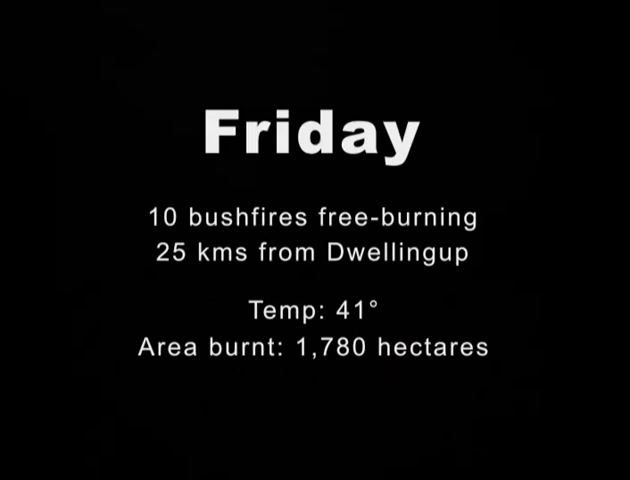 Friday
10 bushfires free-burning
25 kms from Dwellingup
Temp: 41°
Area burnt: 1,780 hectares